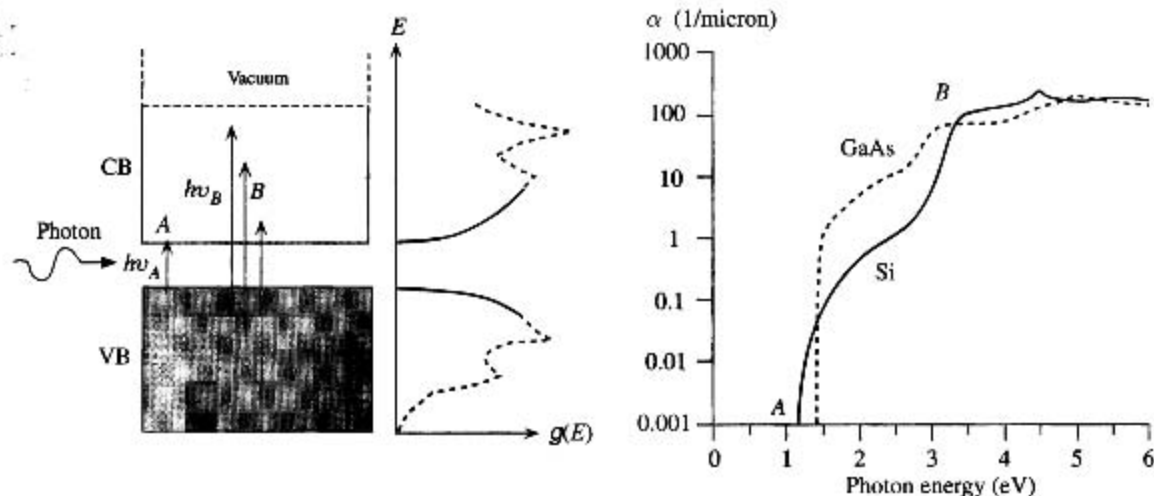 E
Vacuum
CB
hυB
B
A
Photon
hυA
VB
g(E)
α (1/micron)
1000
100
10
1
0.1
0.01
0.001
B
GaAs
Si
A
0 1 2 3 4 5 6
Photon energy (eV)